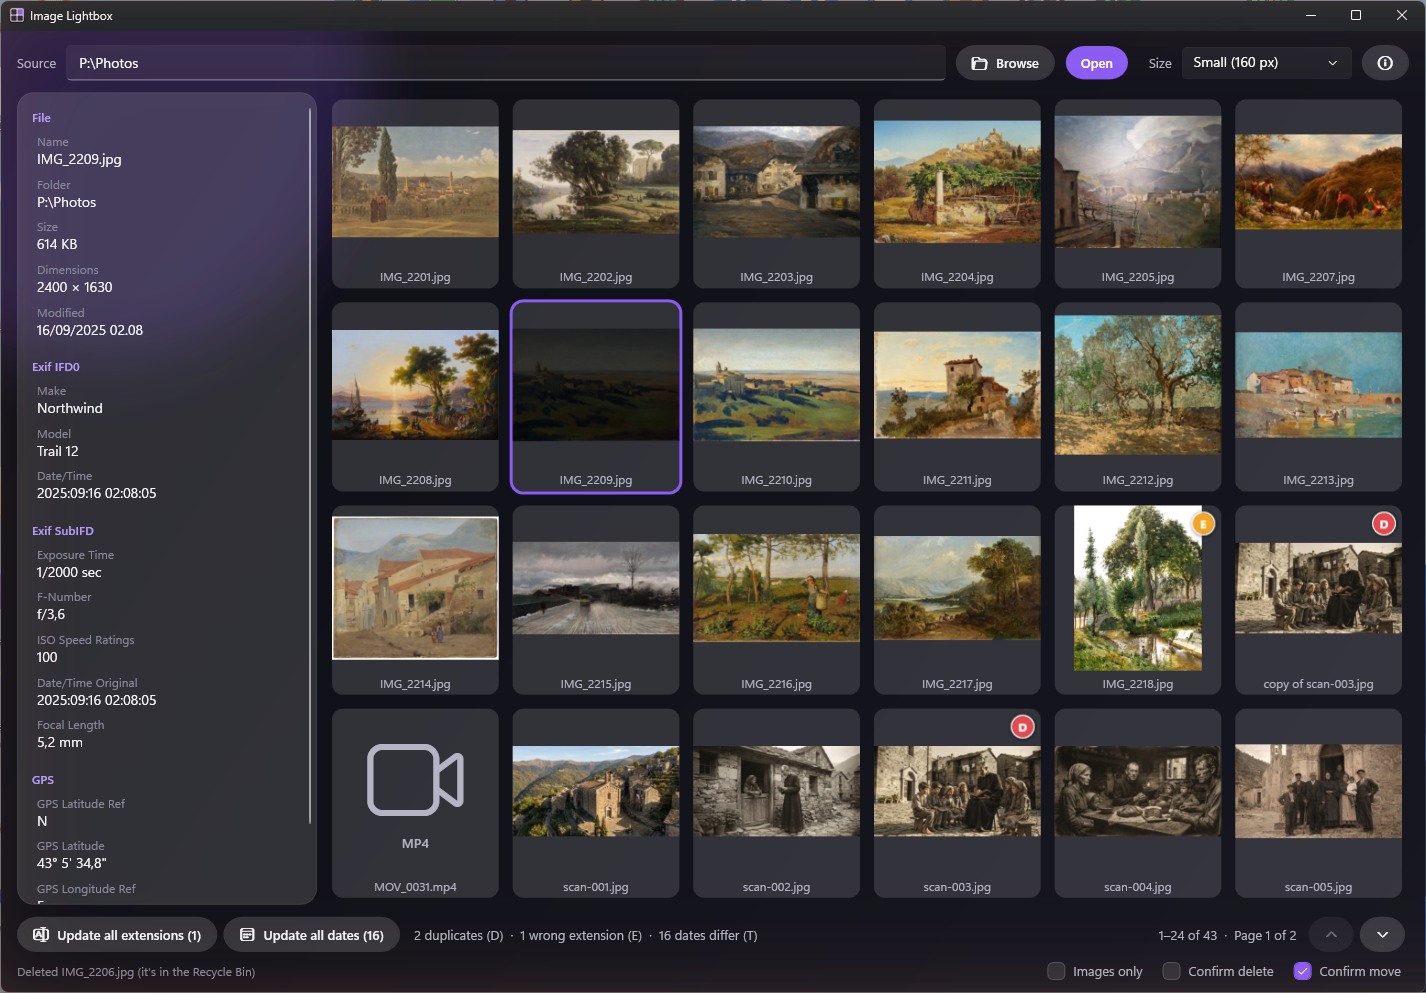 Image Lightbox
Source
P:\Photos
Browse
Open
Size
Small (160 px)
File
Name
IMG_2209.jpg
Folder
P:\Photos
Size
614 KB
Dimensions
2400 × 1630
Modified
16/09/2025 02.08
Exif IFD0
Make
Northwind
Model
Trail 12
Date/Time
2025:09:16 02:08:05
Exif SubIFD
Exposure Time
1/2000 sec
F-Number
f/3,6
ISO Speed Ratings
100
Date/Time Original
2025:09:16 02:08:05
Focal Length
5,2 mm
GPS
GPS Latitude Ref
N
GPS Latitude
43° 5' 34,8"
GPS Longitude Ref
IMG_2201.jpg
IMG_2202.jpg
IMG_2203.jpg
IMG_2204.jpg
IMG_2205.jpg
IMG_2207.jpg
IMG_2208.jpg
IMG_2209.jpg
IMG_2210.jpg
IMG_2211.jpg
IMG_2212.jpg
IMG_2213.jpg
E
D
IMG_2214.jpg
IMG_2215.jpg
IMG_2216.jpg
IMG_2217.jpg
IMG_2218.jpg
copy of scan-003.jpg
D
MP4
MOV_0031.mp4
scan-001.jpg
scan-002.jpg
scan-003.jpg
scan-004.jpg
scan-005.jpg
Update all extensions (1)
Update all dates (16)
2 duplicates (D) · 1 wrong extension (E) · 16 dates differ (T)
1–24 of 43 · Page 1 of 2
Deleted IMG_2206.jpg (it's in the Recycle Bin)
Images only
Confirm delete
Confirm move